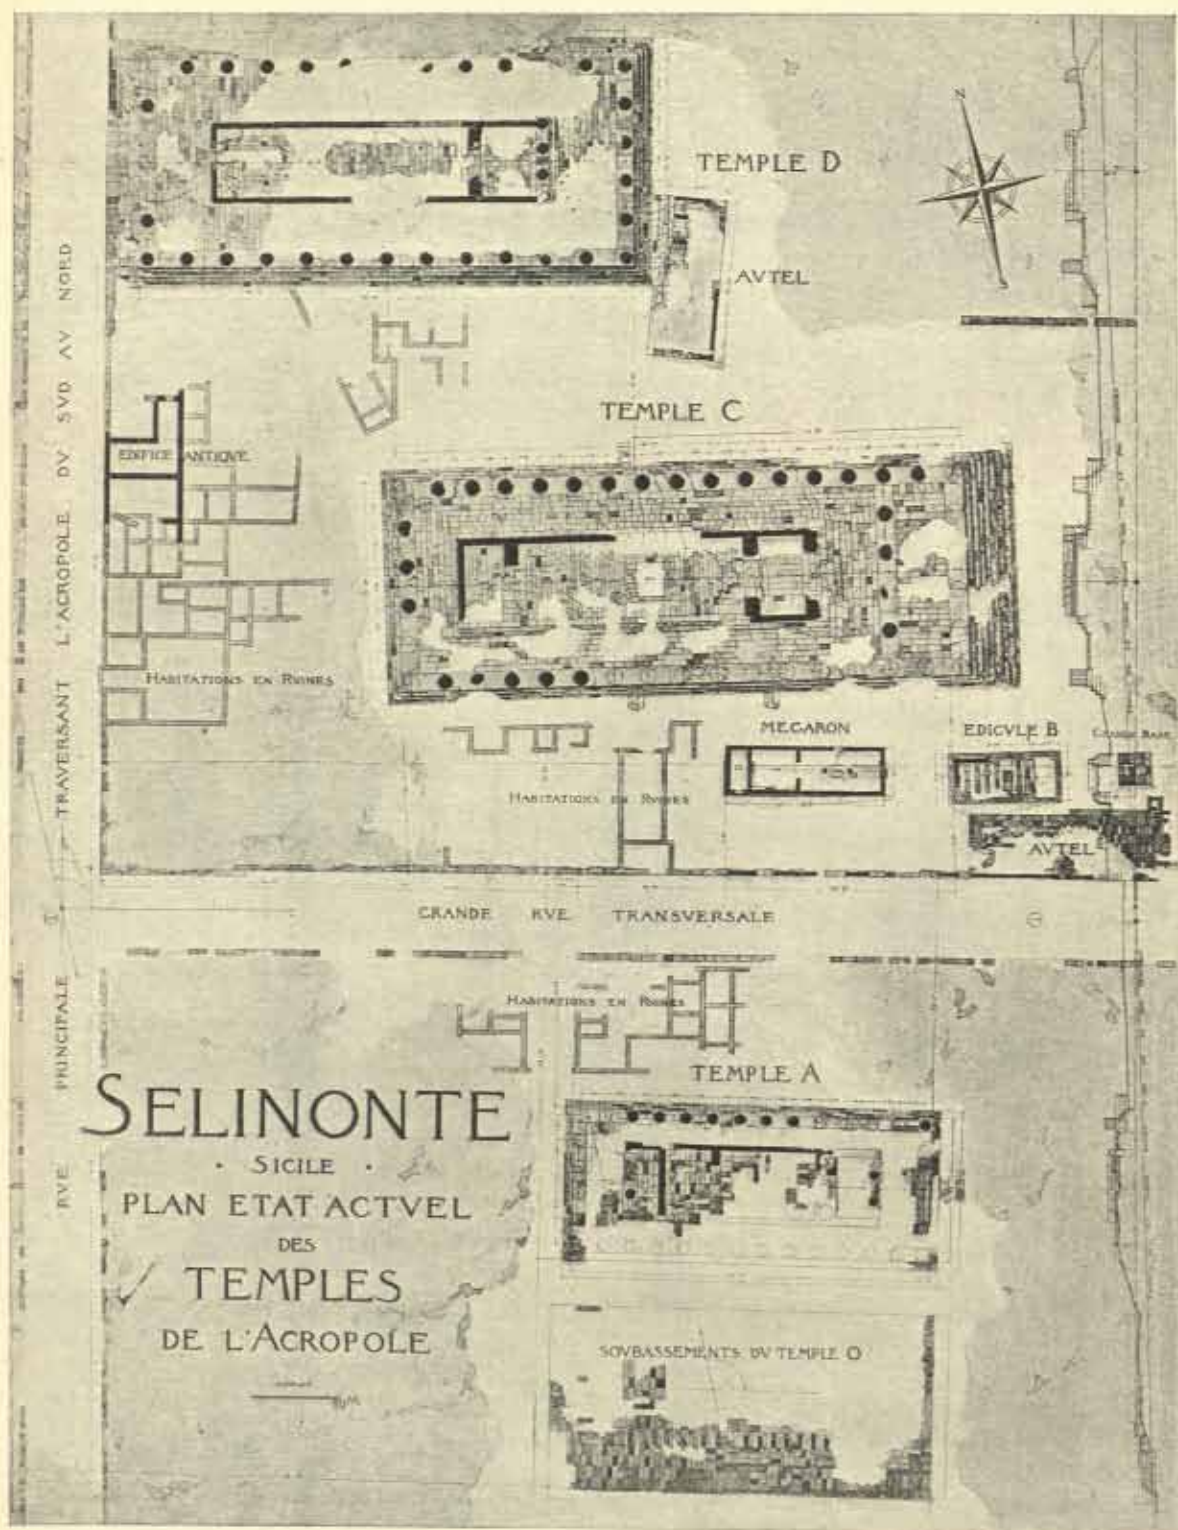 TEMPLE D
N
AVTEL
TEMPLE C
EDIFICE ANTIQVE
HABITATIONS EN RVINES
MEGARON
EDICVLE B
GRANDE BASE
HABITATIONS EN RVINES
AVTEL
GRANDE RVE TRANSVERSALE
RVE PRINCIPALE TRAVERSANT L'ACROPOLE DV SVD AV NORD
HABITATIONS EN RVINES
TEMPLE A
SELINONTE
· SICILE ·
PLAN ETAT ACTVEL
DES
TEMPLES
DE L'ACROPOLE
SOVBASSEMENTS DV TEMPLE O